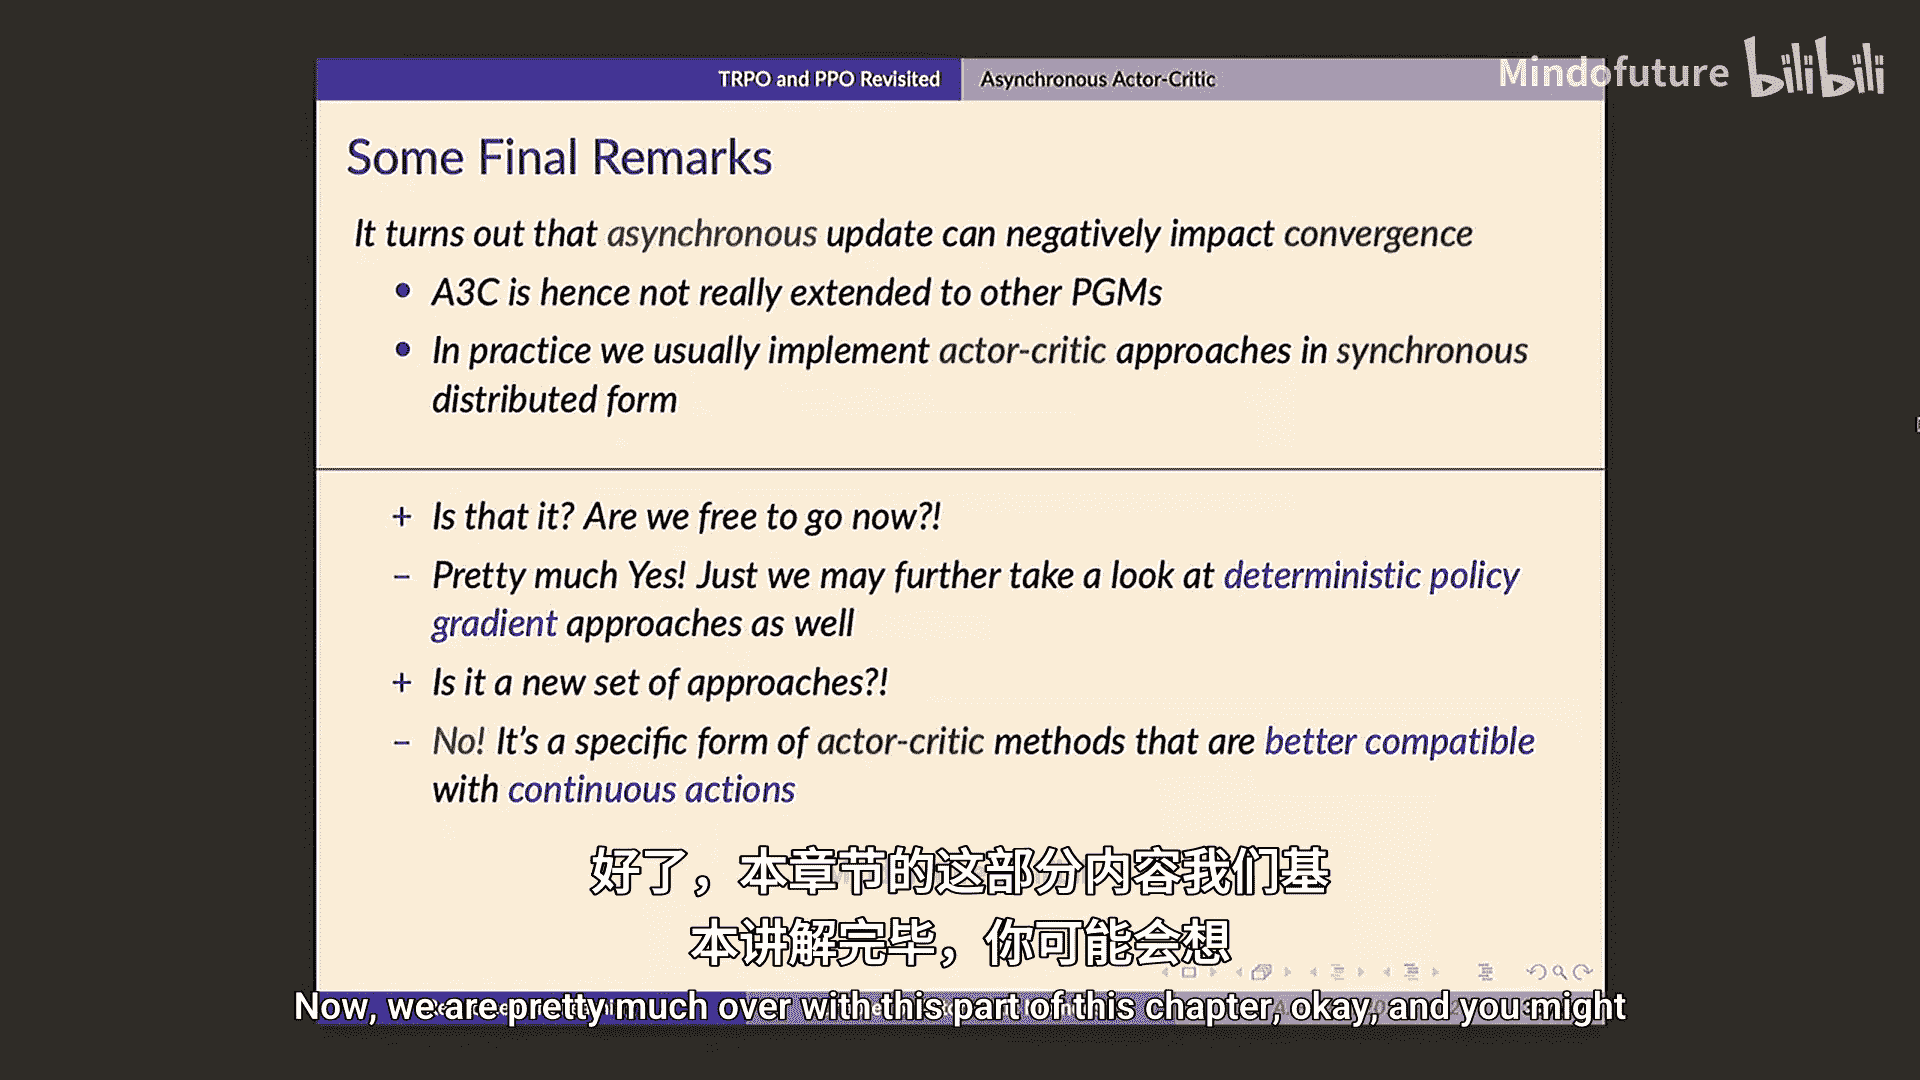 TRPO and PPO Revisited
Asynchronous Actor-Critic
Mindofuture bilibili
Some Final Remarks
It turns out that asynchronous update can negatively impact convergence
• A3C is hence not really extended to other PGMs
• In practice we usually implement actor-critic approaches in synchronous
distributed form
+ Is that it? Are we free to go now?!
– Pretty much Yes! Just we may further take a look at deterministic policy
gradient approaches as well
+ Is it a new set of approaches?!
– No! It's a specific form of actor-critic methods that are better compatible
with continuous actions
好了，本章节的这部分内容我们基
本讲解完毕，你可能会想
Now, we are pretty much over with this part of this chapter, okay, and you might